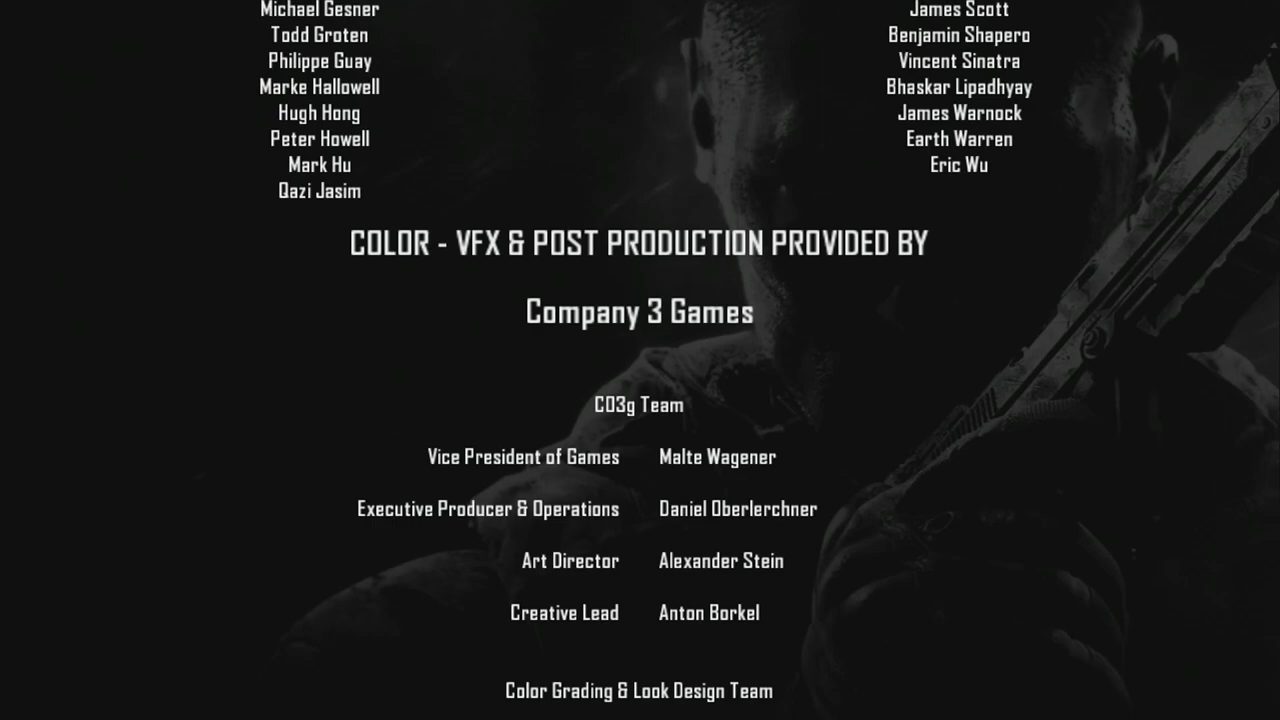 Michael Gesner
Todd Groten
Philippe Guay
Marke Hallowell
Hugh Hong
Peter Howell
Mark Hu
Qazi Jasim
James Scott
Benjamin Shapero
Vincent Sinatra
Bhaskar Lipadhyay
James Warnock
Earth Warren
Eric Wu
COLOR - VFX & POST PRODUCTION PROVIDED BY
Company 3 Games
CO3g Team
Vice President of Games Malte Wagener
Executive Producer & Operations Daniel Oberlerchner
Art Director Alexander Stein
Creative Lead Anton Borkel
Color Grading & Look Design Team